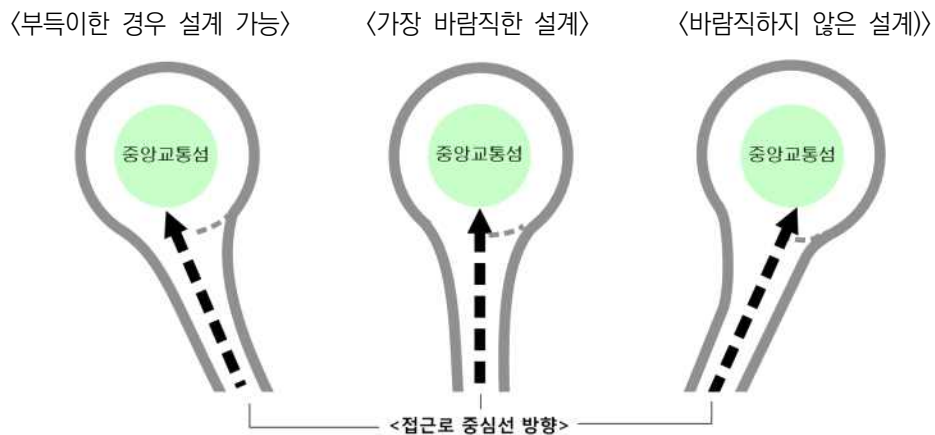 〈부득이한 경우 설계 가능〉
〈가장 바람직한 설계〉
〈바람직하지 않은 설계)〉
중앙교통섬
중앙교통섬
중앙교통섬
<접근로 중심선 방향>